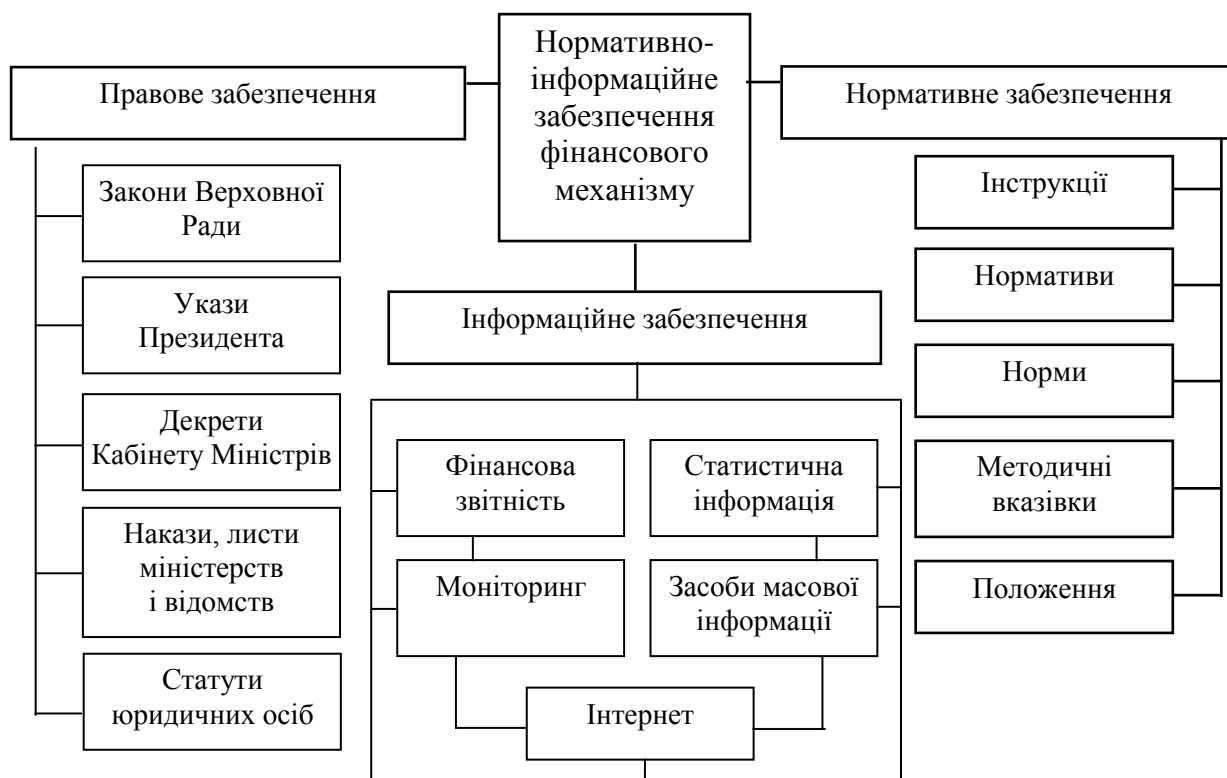 Нормативно-
інформаційне
забезпечення
фінансового
механізму
Правове забезпечення
Закони Верховної
Ради
Укази
Президента
Декрети
Кабінету Міністрів
Накази, листи
міністерств
і відомств
Статути
юридичних осіб
Інформаційне забезпечення
Фінансова
звітність
Статистична
інформація
Моніторинг
Засоби масової
інформації
Інтернет
Нормативне забезпечення
Інструкції
Нормативи
Норми
Методичні
вказівки
Положення